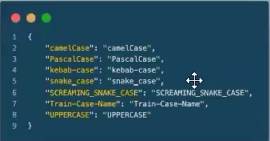 1 {
2 "camelCase": "camelCase",
3 "PascalCase": "PascalCase",
4 "kebab-case": "kebab-case",
5 "snake_case": "snake_case",
6 "SCREAMING_SNAKE_CASE": "SCREAMING_SNAKE_CASE",
7 "Train-Case-Name": "Train-Case-Name",
8 "UPPERCASE": "UPPERCASE"
9 }